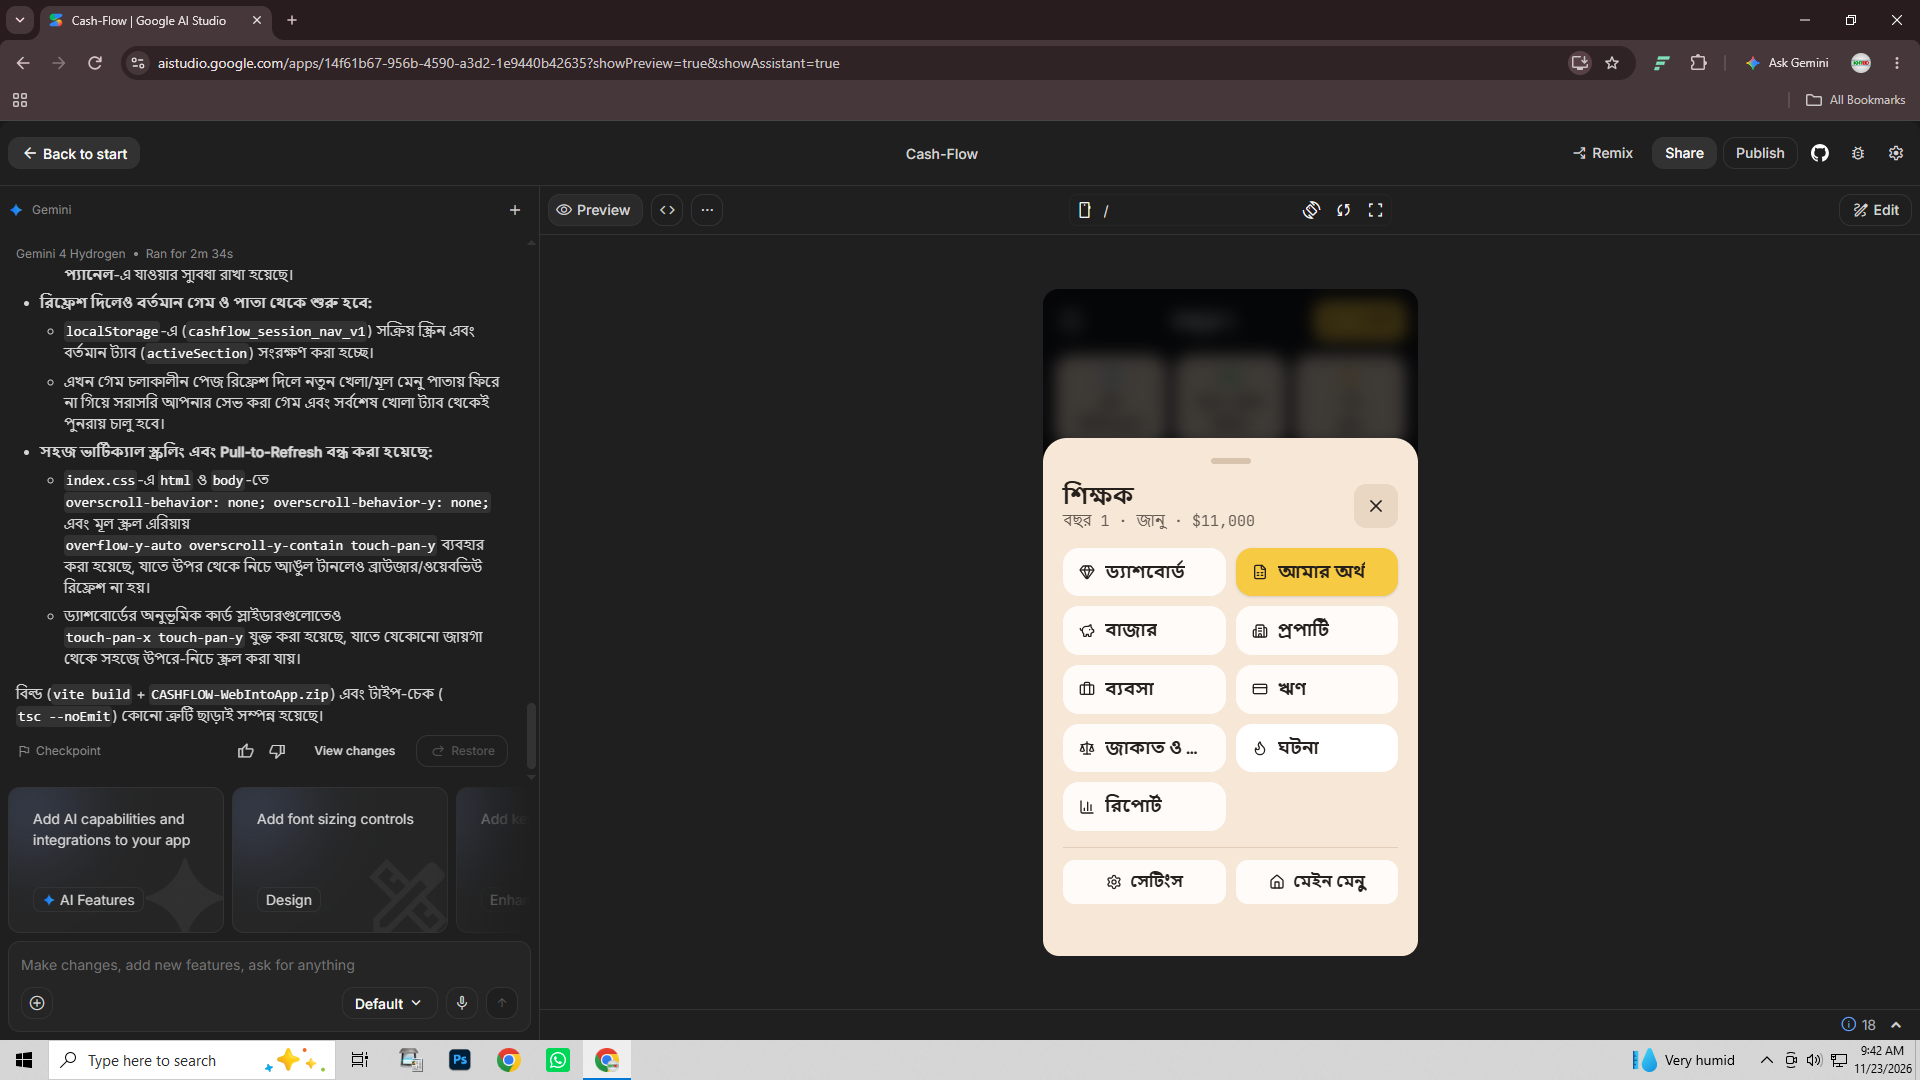 Cash-Flow | Google AI Studio
aistudio.google.com/apps/14f61b67-956b-4590-a3d2-1e9440b42635?showPreview=true&showAssistant=true
Ask Gemini
All Bookmarks
Back to start
Cash-Flow
Remix
Share
Publish
Gemini
Preview
/
Edit
Gemini 4 Hydrogen • Ran for 2m 34s
প্যানেল-এ যাওয়ার সুবিধা রাখা হয়েছে।
• রিফ্রেশ দিলেও বর্তমান গেম ও পাতা থেকে শুরু হবে:
localStorage-এ (cashflow_session_nav_v1) সক্রিয় স্ক্রিন এবং
বর্তমান ট্যাব (activeSection) সংরক্ষণ করা হচ্ছে।
এখন গেম চলাকালীন পেজ রিফ্রেশ দিলে নতুন খেলা/মূল মেনু পাতায় ফিরে
না গিয়ে সরাসরি আপনার সেভ করা গেম এবং সর্বশেষ খোলা ট্যাব থেকেই
পুনরায় চালু হবে।
• সহজ ভার্টিক্যাল স্ক্রলিং এবং Pull-to-Refresh বন্ধ করা হয়েছে:
index.css-এ html ও body-তে
overscroll-behavior: none; overscroll-behavior-y: none;
এবং মূল স্ক্রল এরিয়ায়
overflow-y-auto overscroll-y-contain touch-pan-y ব্যবহার
করা হয়েছে, যাতে উপর থেকে নিচে আঙুল টানলেও ব্রাউজার/ওয়েবভিউ
রিফ্রেশ না হয়।
ড্যাশবোর্ডের অনুভূমিক কার্ড স্লাইডারগুলোতেও
touch-pan-x touch-pan-y যুক্ত করা হয়েছে, যাতে যেকোনো জায়গা
থেকে সহজে উপরে-নিচে স্ক্রল করা যায়।
বিল্ড (vite build + CASHFLOW-WebIntoApp.zip) এবং টাইপ-চেক (
tsc --noEmit) কোনো ত্রুটি ছাড়াই সম্পন্ন হয়েছে।
Checkpoint
View changes
Restore
Add AI capabilities and
integrations to your app
AI Features
Add font sizing controls
Design
Make changes, add new features, ask for anything
Default
শিক্ষক
বছর 1 · জানু · $11,000
ড্যাশবোর্ড
আমার অর্থ
বাজার
প্রপার্টি
ব্যবসা
ঋণ
জাকাত ও ...
ঘটনা
রিপোর্ট
সেটিংস
মেইন মেনু
18
Type here to search
Ps
Very humid
9:42 AM
11/23/2026